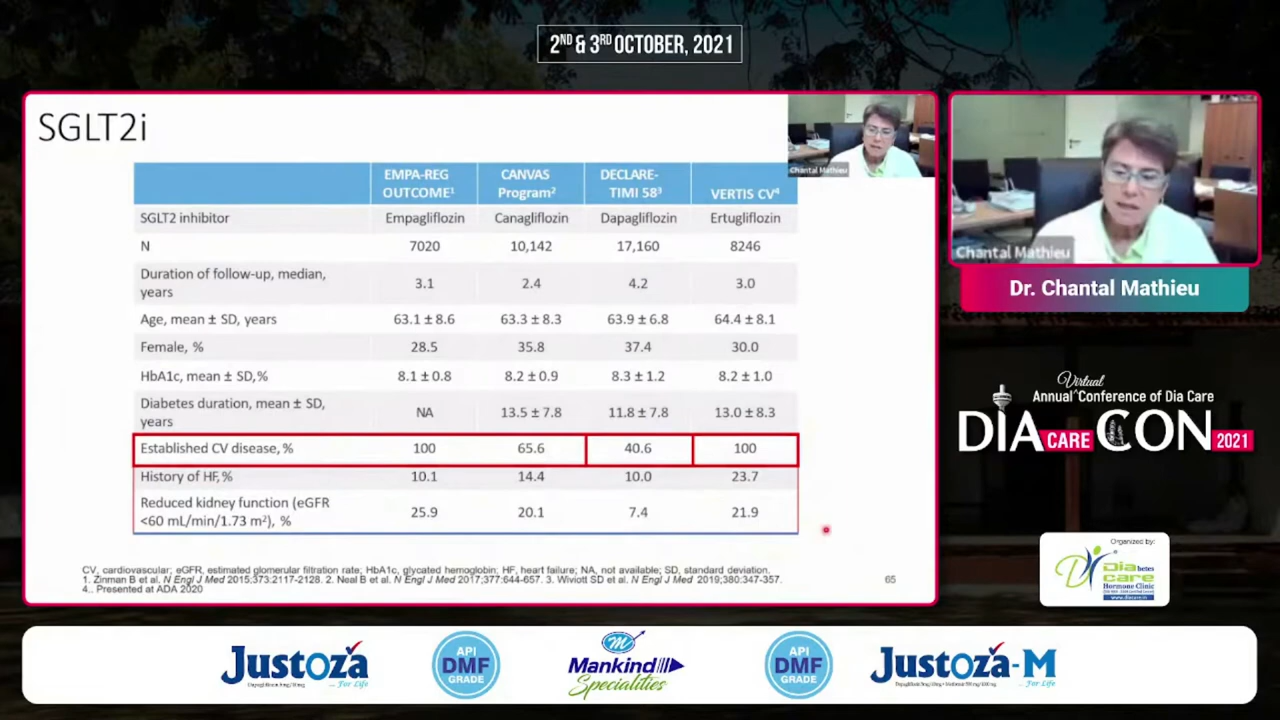 2ND & 3RD OCTOBER, 2021
SGLT2i
Chantal Mathieu
EMPA-REG OUTCOME1 CANVAS Program2 DECLARE-TIMI 583 VERTIS CV4
SGLT2 inhibitor Empagliflozin Canagliflozin Dapagliflozin Ertugliflozin
N 7020 10,142 17,160 8246
Duration of follow-up, median, years 3.1 2.4 4.2 3.0
Age, mean ± SD, years 63.1 ± 8.6 63.3 ± 8.3 63.9 ± 6.8 64.4 ± 8.1
Female, % 28.5 35.8 37.4 30.0
HbA1c, mean ± SD,% 8.1 ± 0.8 8.2 ± 0.9 8.3 ± 1.2 8.2 ± 1.0
Diabetes duration, mean ± SD, years NA 13.5 ± 7.8 11.8 ± 7.8 13.0 ± 8.3
Established CV disease, % 100 65.6 40.6 100
History of HF, % 10.1 14.4 10.0 23.7
Reduced kidney function (eGFR <60 mL/min/1.73 m2), % 25.9 20.1 7.4 21.9
CV, cardiovascular; eGFR, estimated glomerular filtration rate; HbA1c, glycated hemoglobin; HF, heart failure; NA, not available; SD, standard deviation.
1. Zinman B et al. N Engl J Med 2015;373:2117-2128. 2. Neal B et al. N Engl J Med 2017;377:644-657. 3. Wiviott SD et al. N Engl J Med 2019;380:347-357.
4.. Presented at ADA 2020
65
Chantal Mathieu
Dr. Chantal Mathieu
Virtual
Annual ^ Conference of Dia Care
DIA CARE CON 2021
Organized by:
Diabetes
care
Hormone Clinic
www.diacare.in
JUSTOZA
...For Life
API
DMF
GRADE
Mankind
Specialities
API
DMF
GRADE
JUSTOZA-M
...For Life